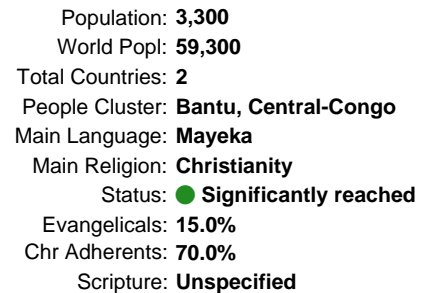 Population: 3,300
World Popl: 59,300
Total Countries: 2
People Cluster: Bantu, Central-Congo
Main Language: Mayeka
Main Religion: Christianity
Status: Significantly reached
Evangelicals: 15.0%
Chr Adherents: 70.0%
Scripture: Unspecified